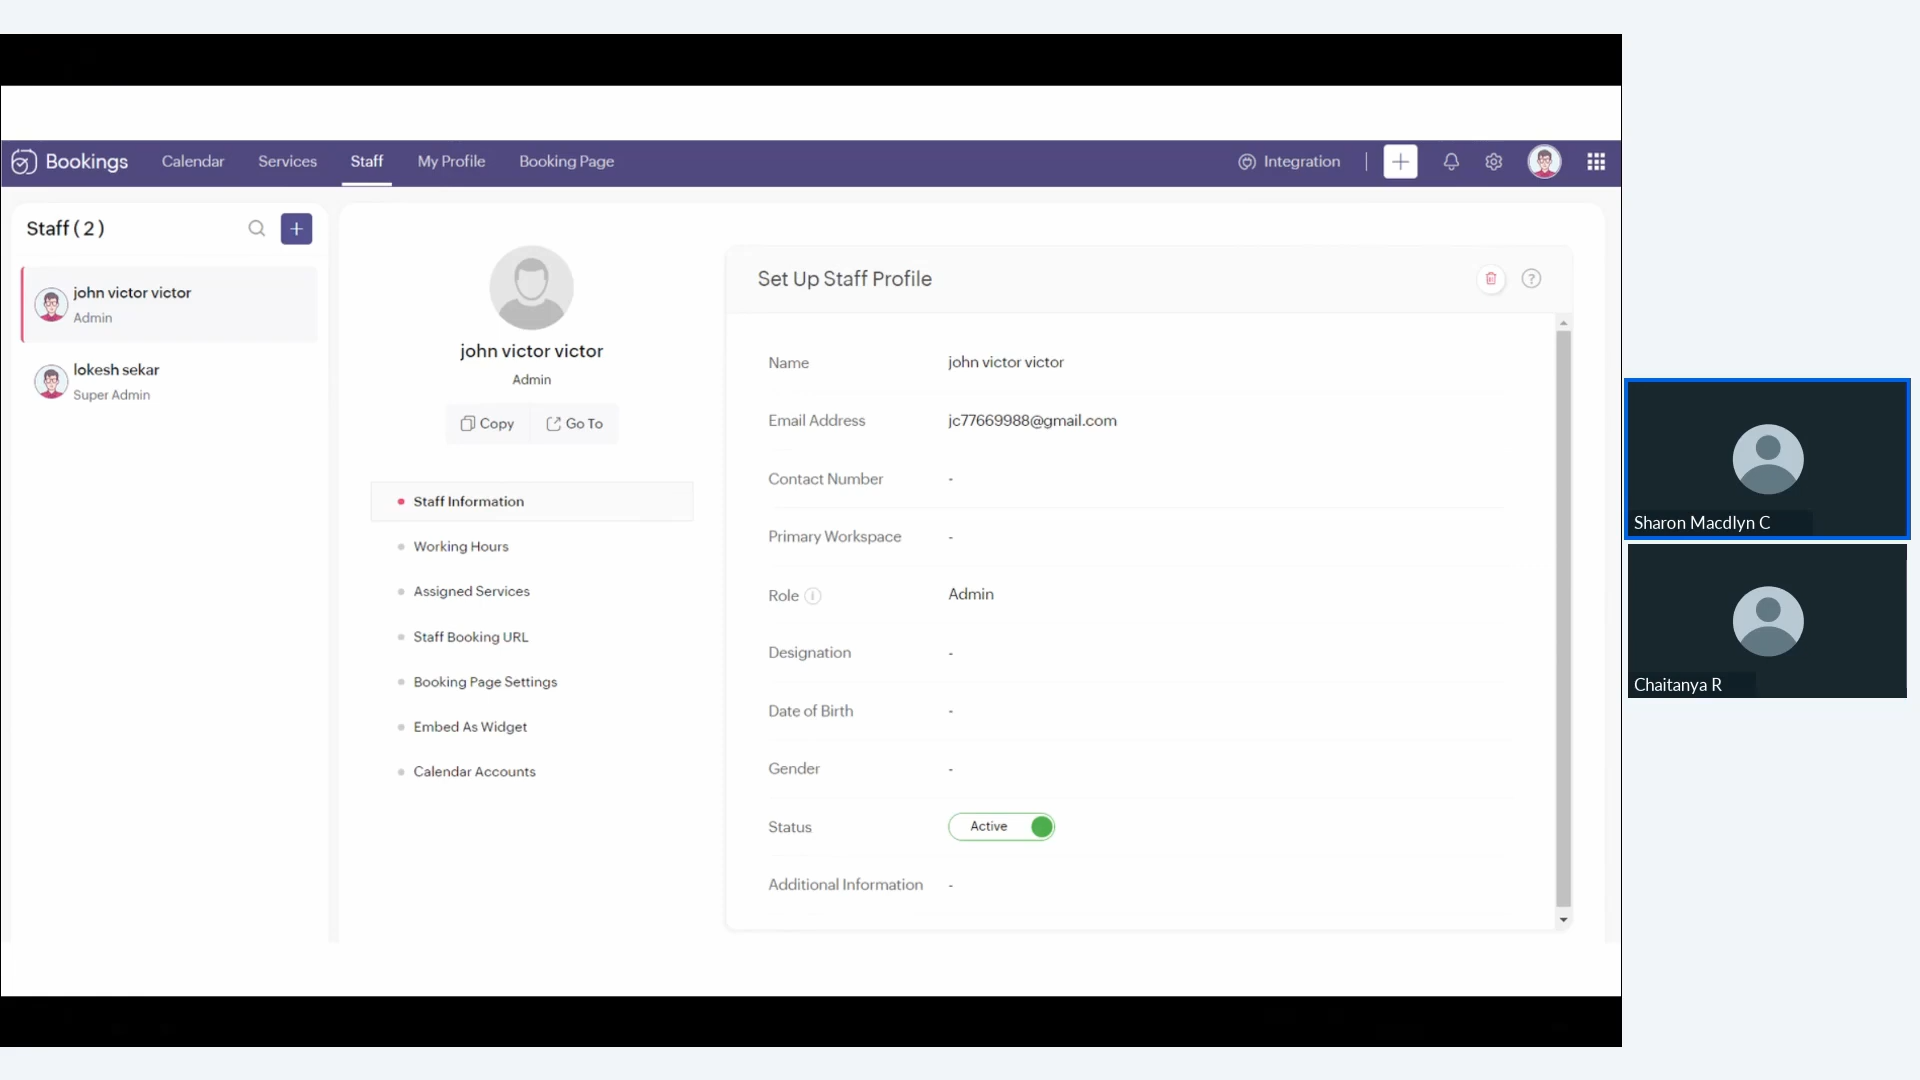 Bookings Calendar Services Staff My Profile Booking Page Integration
Staff ( 2 )
john victor victor
Admin
lokesh sekar
Super Admin
john victor victor
Admin
Copy Go To
Staff Information
Working Hours
Assigned Services
Staff Booking URL
Booking Page Settings
Embed As Widget
Calendar Accounts
Set Up Staff Profile
Name john victor victor
Email Address jc77669988@gmail.com
Contact Number -
Primary Workspace -
Role Admin
Designation -
Date of Birth -
Gender -
Status Active
Additional Information -
Sharon Macdlyn C
Chaitanya R